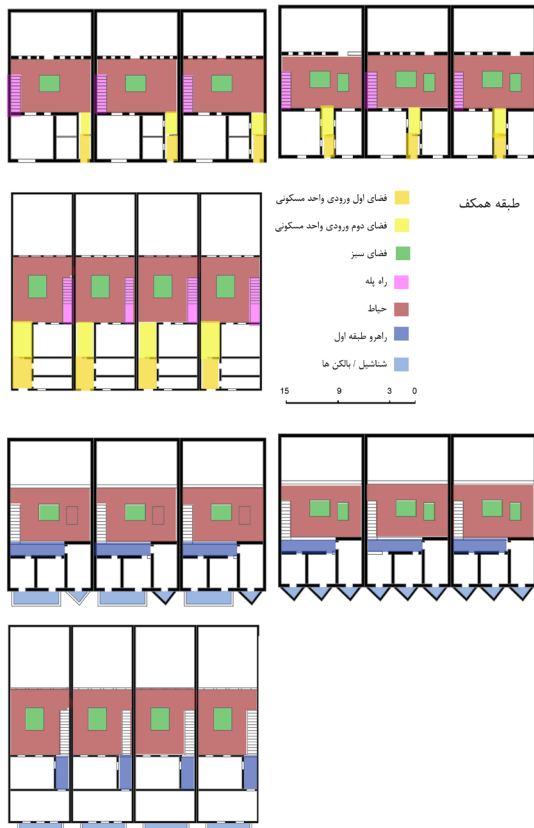 طبقه همکف
فضای اول ورودی واحد مسکونی
فضای دوم ورودی واحد مسکونی
فضای سبز
راه پله
حیاط
راهرو طبقه اول
شناشیل / بالکن ها
15 9 3 0